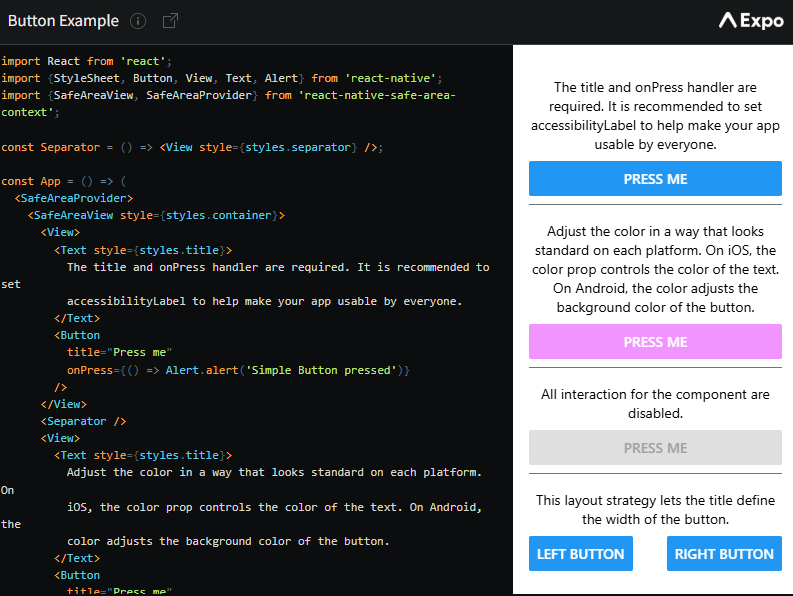 Button Example
Expo
import React from 'react';
import {StyleSheet, Button, View, Text, Alert} from 'react-native';
import {SafeAreaView, SafeAreaProvider} from 'react-native-safe-area-
context';
const Separator = () => <View style={styles.separator} />;
const App = () => (
<SafeAreaProvider>
<SafeAreaView style={styles.container}>
<View>
<Text style={styles.title}>
The title and onPress handler are required. It is recommended to
set
accessibilityLabel to help make your app usable by everyone.
</Text>
<Button
title="Press me"
onPress={() => Alert.alert('Simple Button pressed')}
/>
</View>
<Separator />
<View>
<Text style={styles.title}>
Adjust the color in a way that looks standard on each platform.
On
iOS, the color prop controls the color of the text. On Android,
the
color adjusts the background color of the button.
</Text>
<Button
title="Press me"
The title and onPress handler are
required. It is recommended to set
accessibilityLabel to help make your app
usable by everyone.
PRESS ME
Adjust the color in a way that looks
standard on each platform. On iOS, the
color prop controls the color of the text.
On Android, the color adjusts the
background color of the button.
PRESS ME
All interaction for the component are
disabled.
PRESS ME
This layout strategy lets the title define
the width of the button.
LEFT BUTTON
RIGHT BUTTON